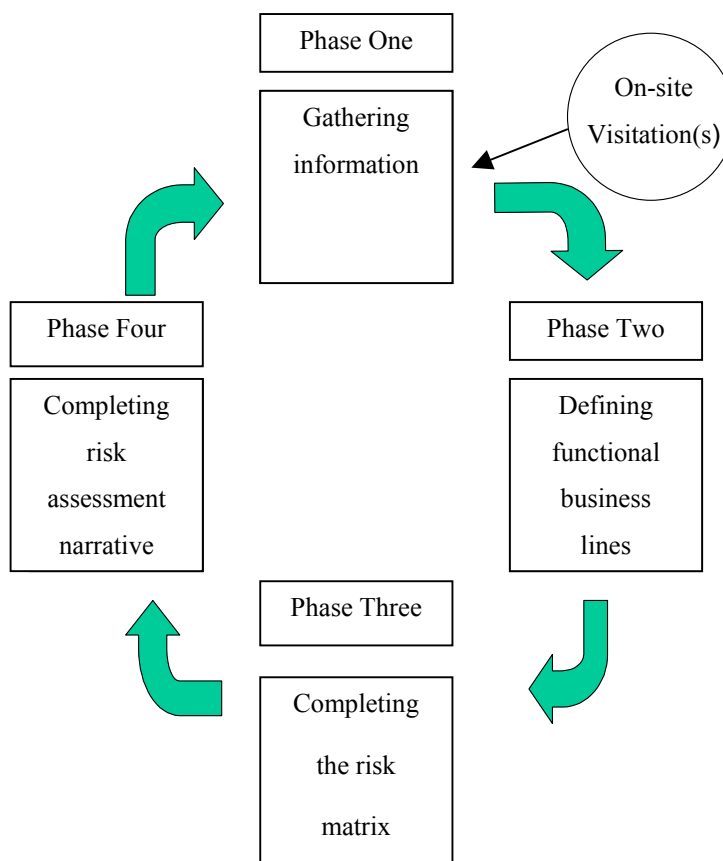 Phase One
Gathering
information
On-site
Visitation(s)
Phase Four
Completing
risk
assessment
narrative
Phase Two
Defining
functional
business
lines
Phase Three
Completing
the risk
matrix